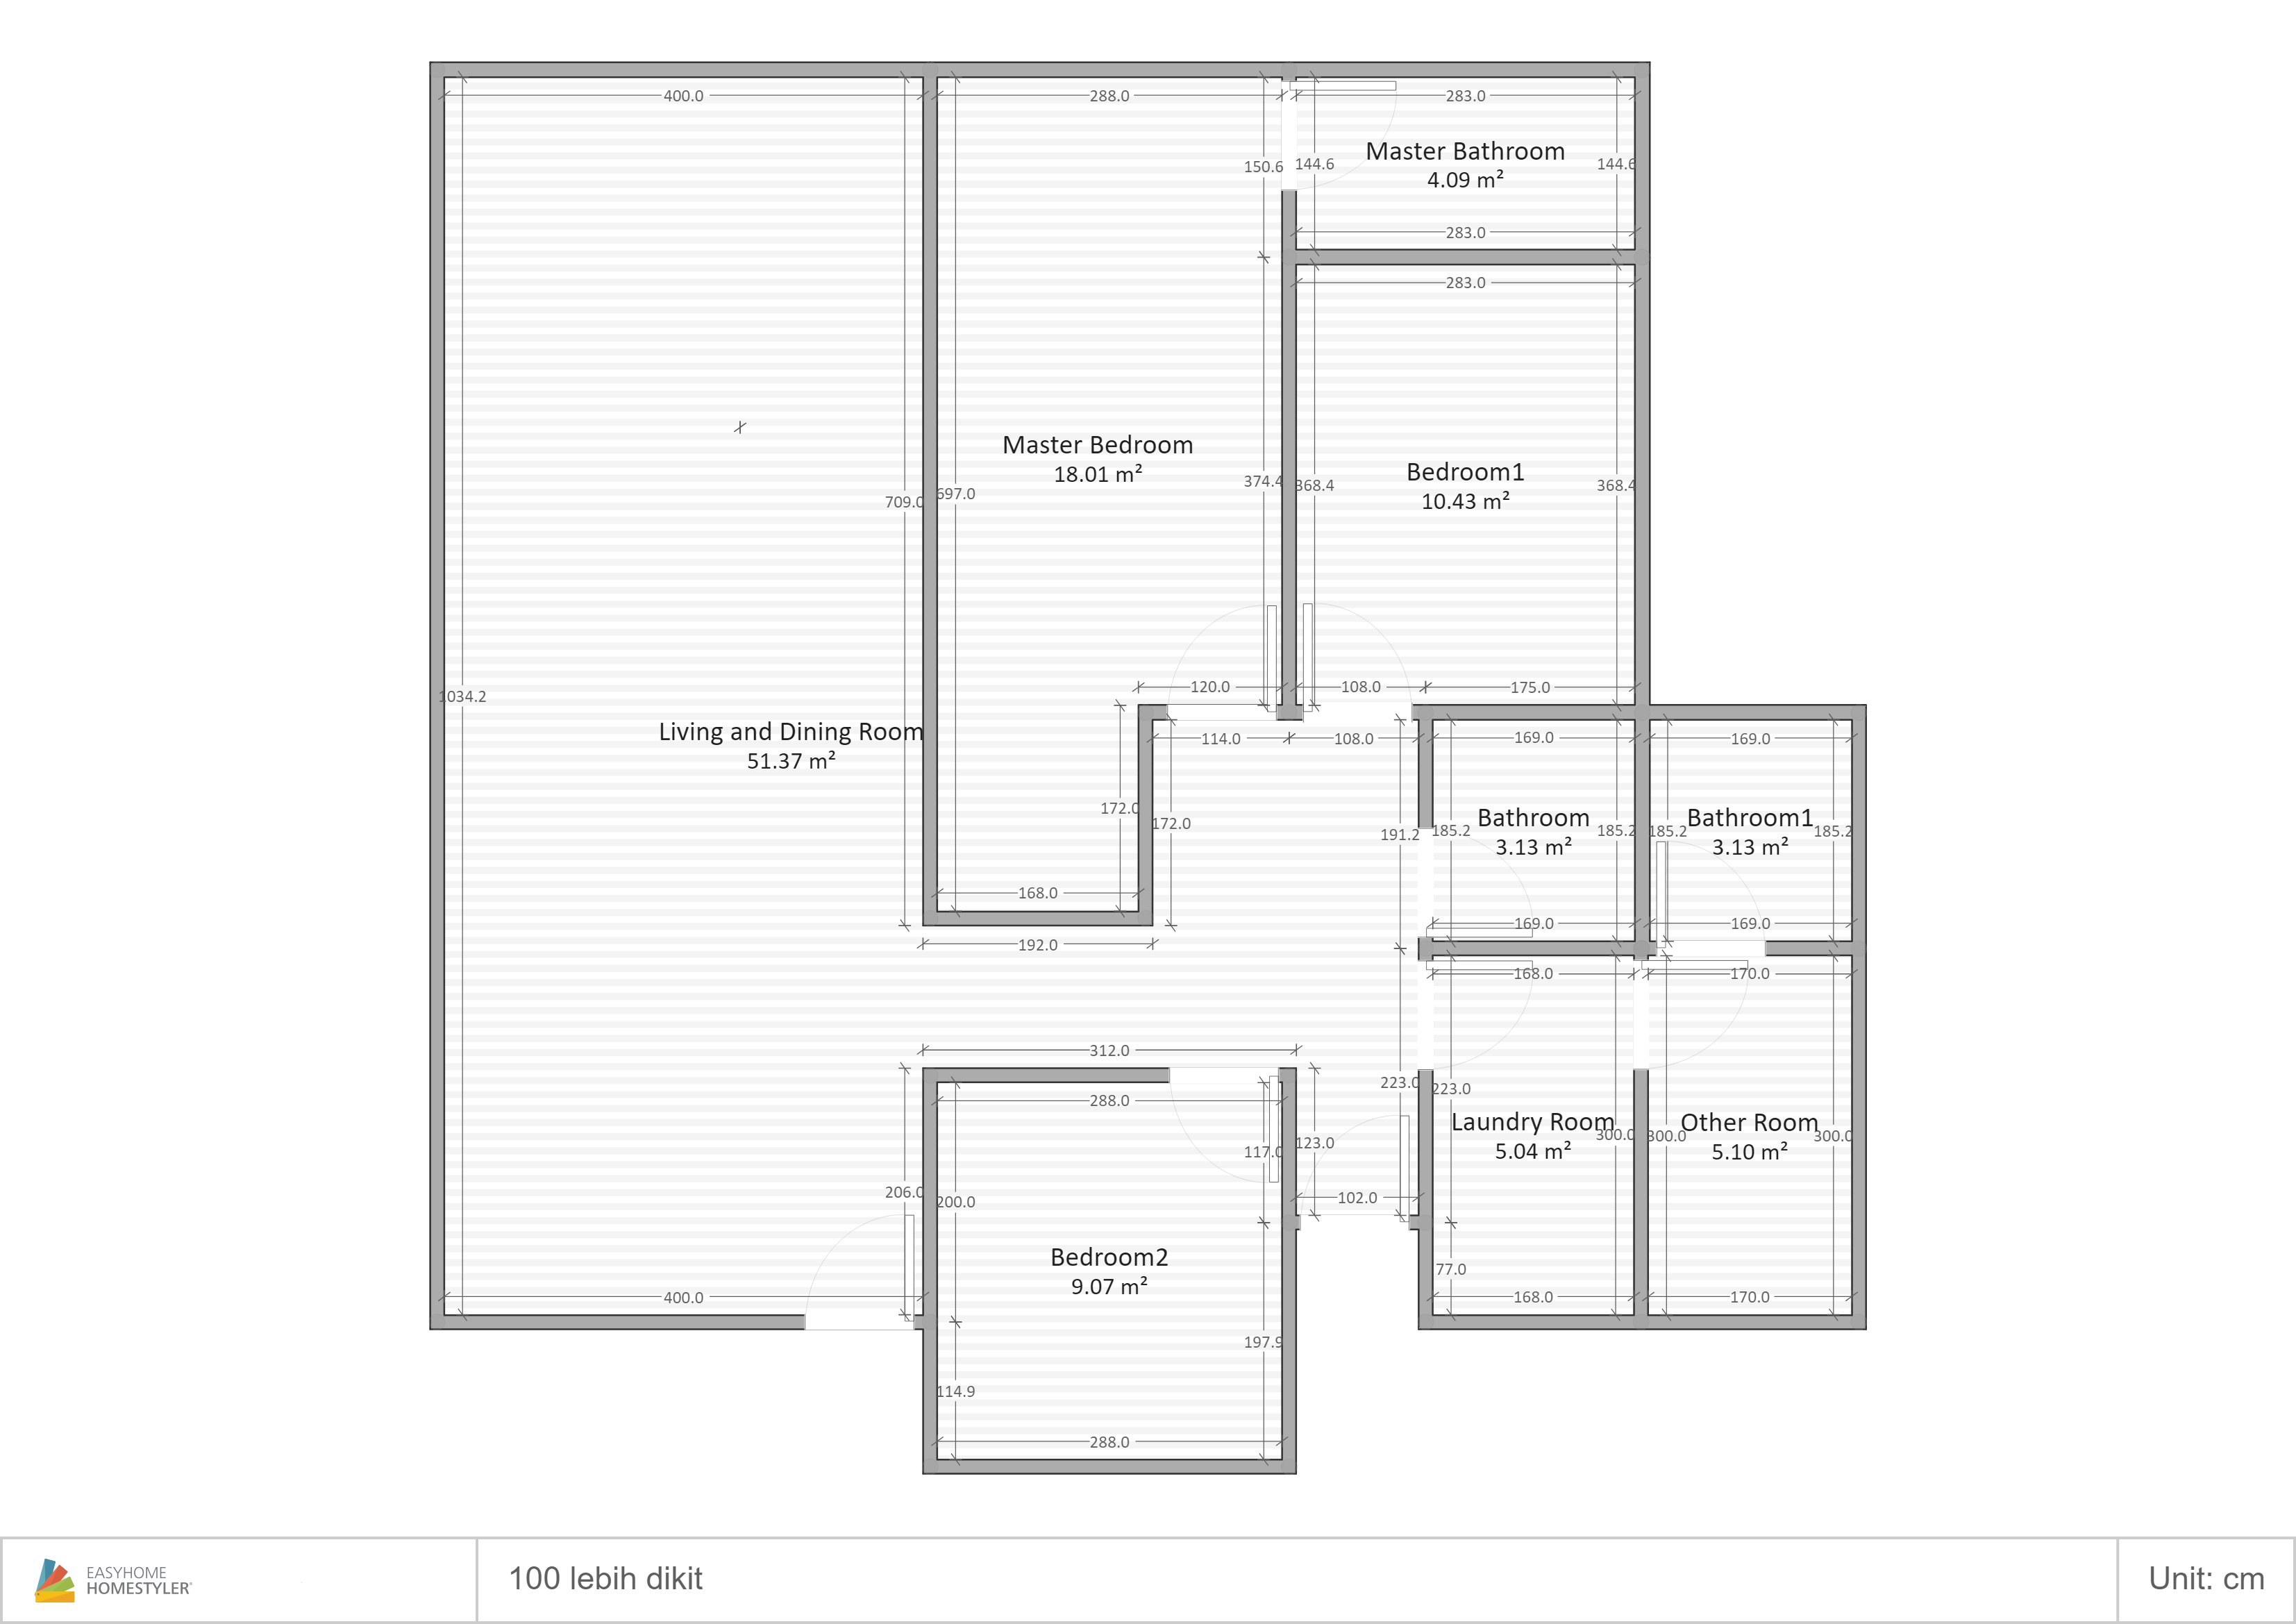 400.0
288.0
283.0
Master Bathroom
4.09 m²
150.6
144.6
144.6
283.0
283.0
Master Bedroom
18.01 m²
Bedroom1
10.43 m²
374.4
368.4
368.4
709.0
697.0
1034.2
120.0
108.0
175.0
Living and Dining Room
51.37 m²
114.0
108.0
169.0
169.0
172.0
172.0
191.2
185.2
Bathroom
3.13 m²
185.2
185.2
Bathroom1
3.13 m²
185.2
168.0
169.0
169.0
192.0
168.0
170.0
312.0
288.0
223.0
223.0
117.0
123.0
Laundry Room
5.04 m²
300.0
300.0
Other Room
5.10 m²
300.0
206.0
200.0
102.0
Bedroom2
9.07 m²
77.0
400.0
168.0
170.0
197.9
114.9
288.0
EASYHOME
HOMESTYLER
100 lebih dikit
Unit: cm